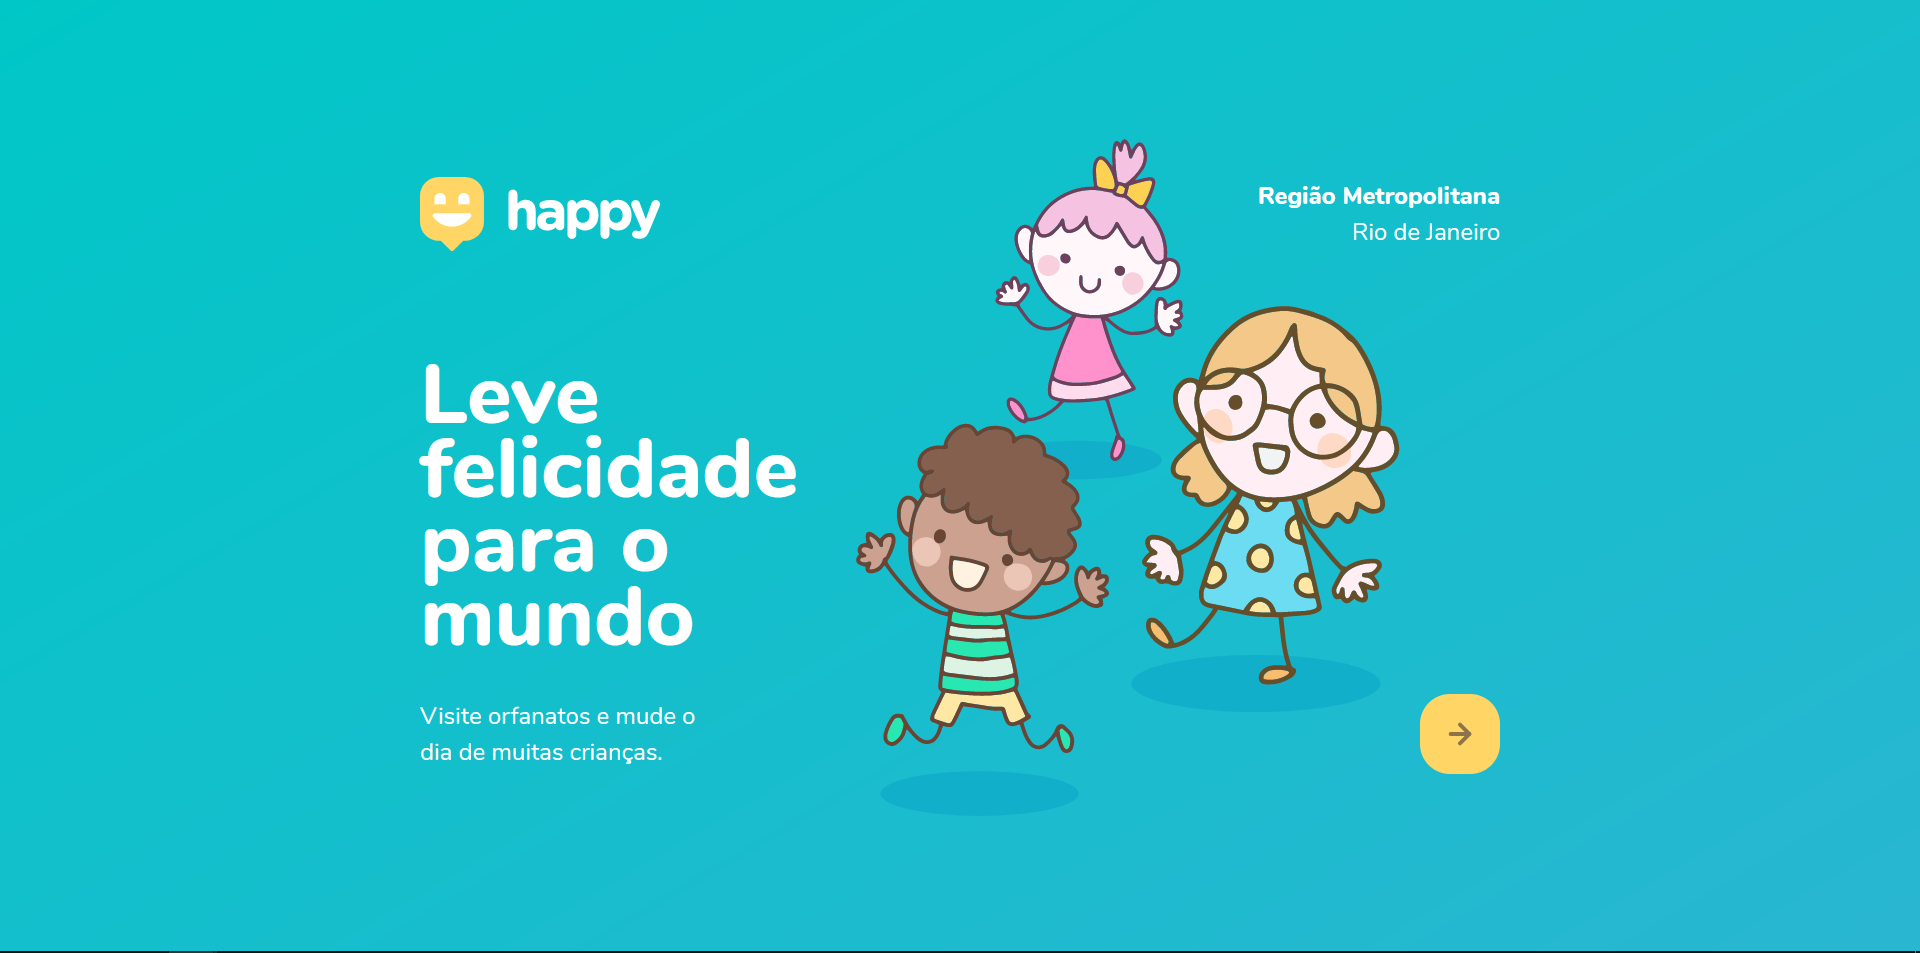 happy
Região Metropolitana
Rio de Janeiro
Leve
felicidade
para o
mundo
Visite orfanatos e mude o
dia de muitas crianças.